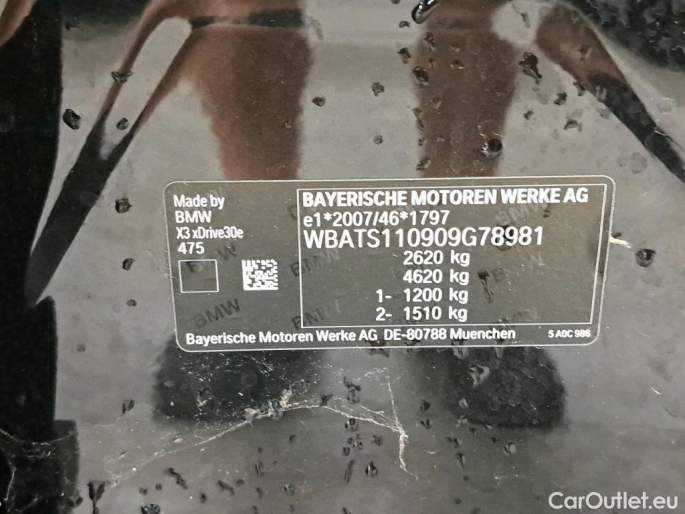 Made by
BMW
X3 xDrive30e
475
BAYERISCHE MOTOREN WERKE AG
e1*2007/46*1797
WBATS110909G78981
2620 kg
4620 kg
1- 1200 kg
2- 1510 kg
Bayerische Motoren Werke AG DE-80788 Muenchen
5 A0C 986
CarOutlet.eu